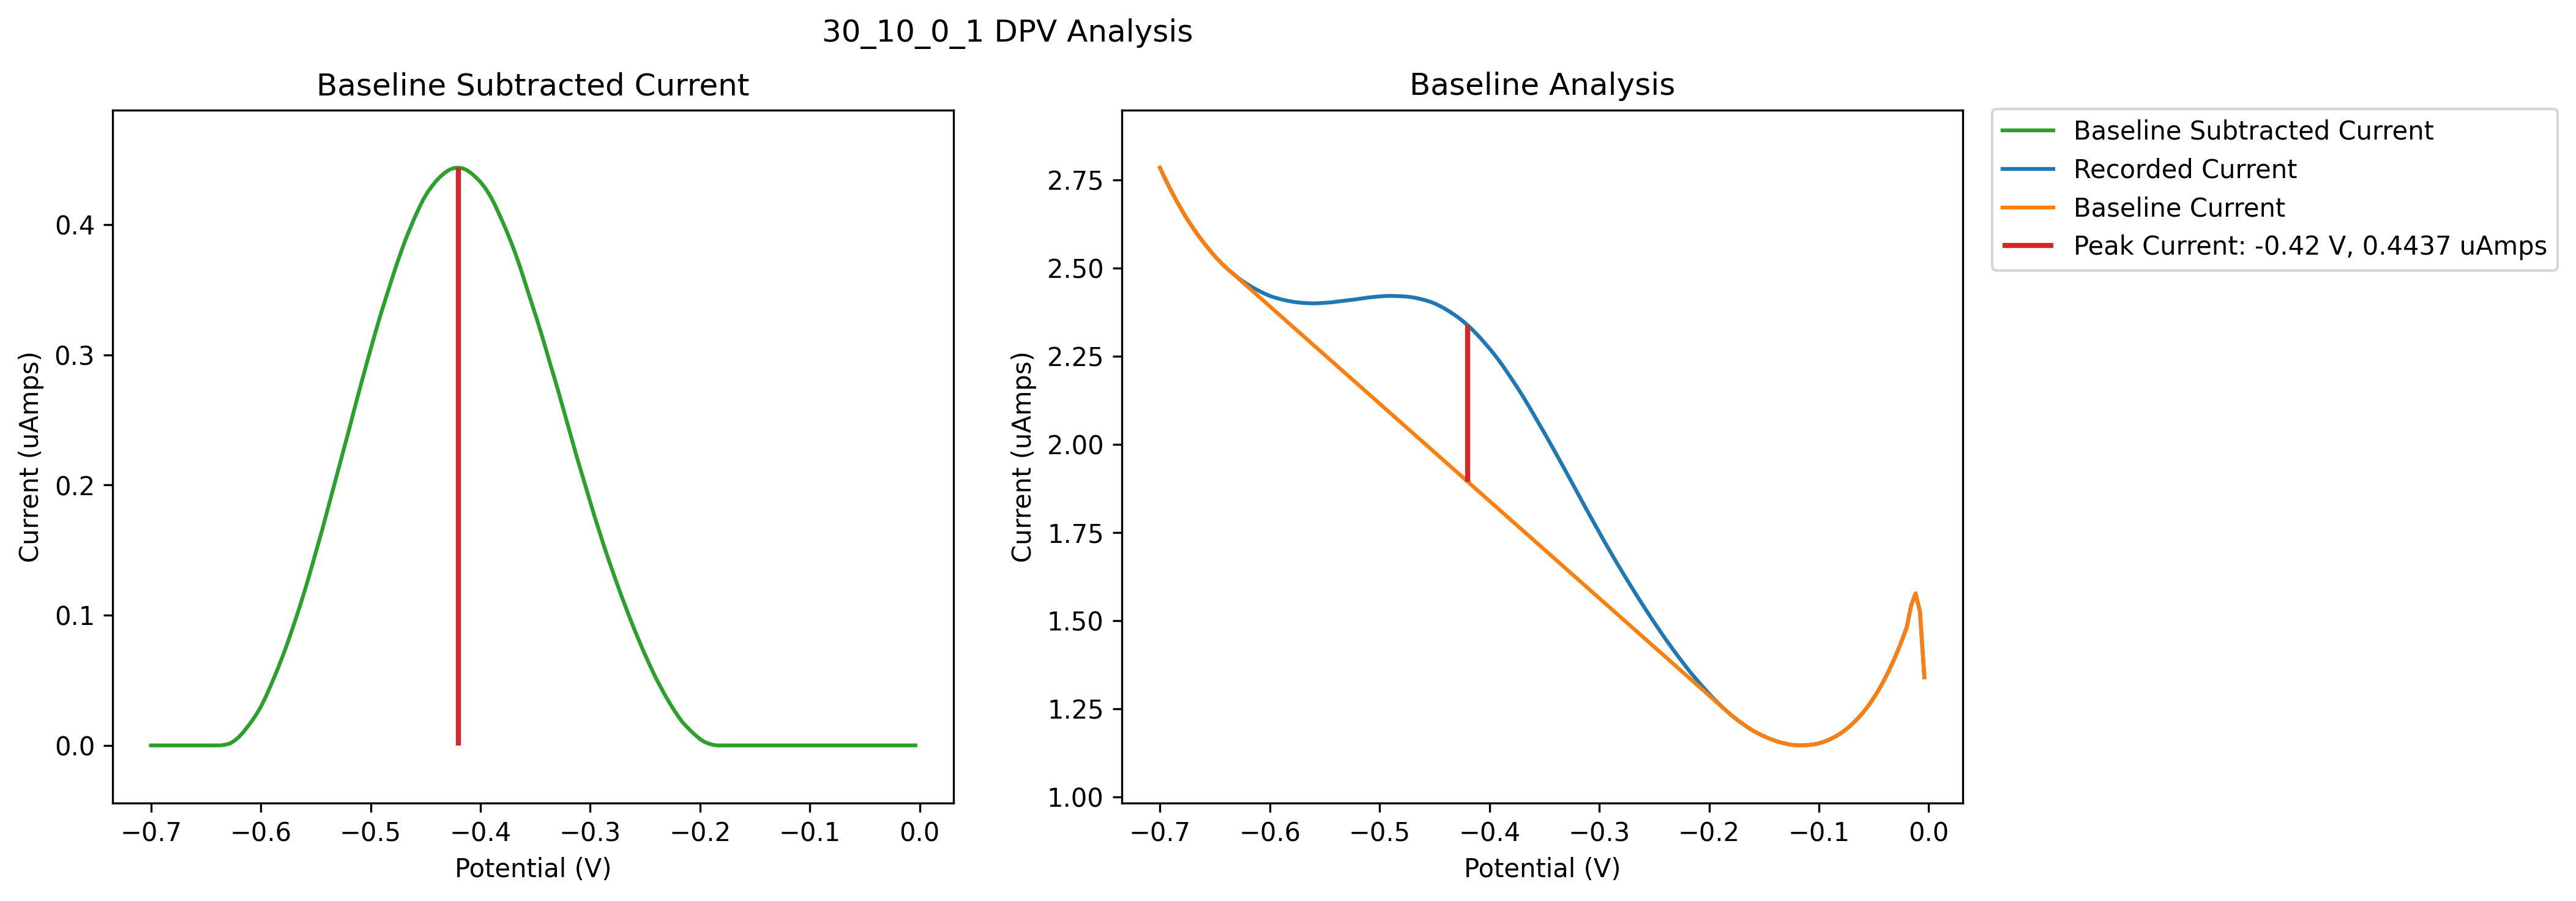 30_10_0_1 DPV Analysis
Baseline Subtracted Current
Current (uAmps)
0.4
0.3
0.2
0.1
0.0
−0.7 −0.6 −0.5 −0.4 −0.3 −0.2 −0.1 0.0
Potential (V)
Baseline Analysis
Current (uAmps)
2.75
2.50
2.25
2.00
1.75
1.50
1.25
1.00
−0.7 −0.6 −0.5 −0.4 −0.3 −0.2 −0.1 0.0
Potential (V)
Baseline Subtracted Current
Recorded Current
Baseline Current
Peak Current: -0.42 V, 0.4437 uAmps